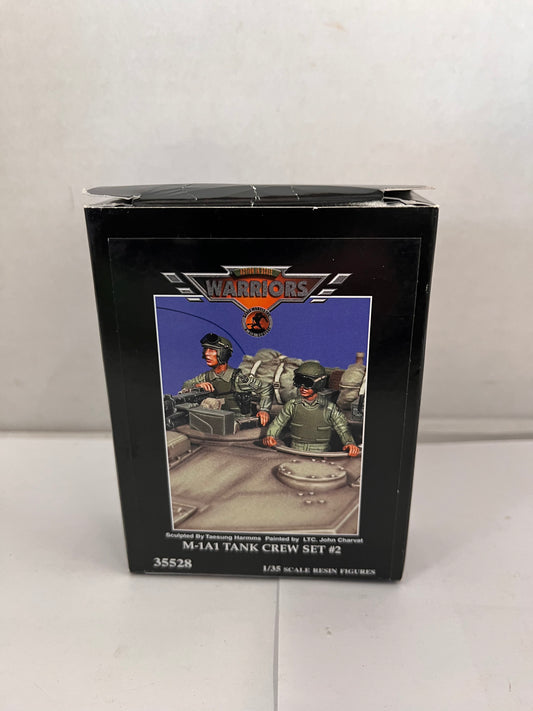 WARRIORS
Sculpted By Taesung Harmms Painted by LTC. John Charvat
M-1A1 TANK CREW SET #2
35528
1/35 SCALE RESIN FIGURES